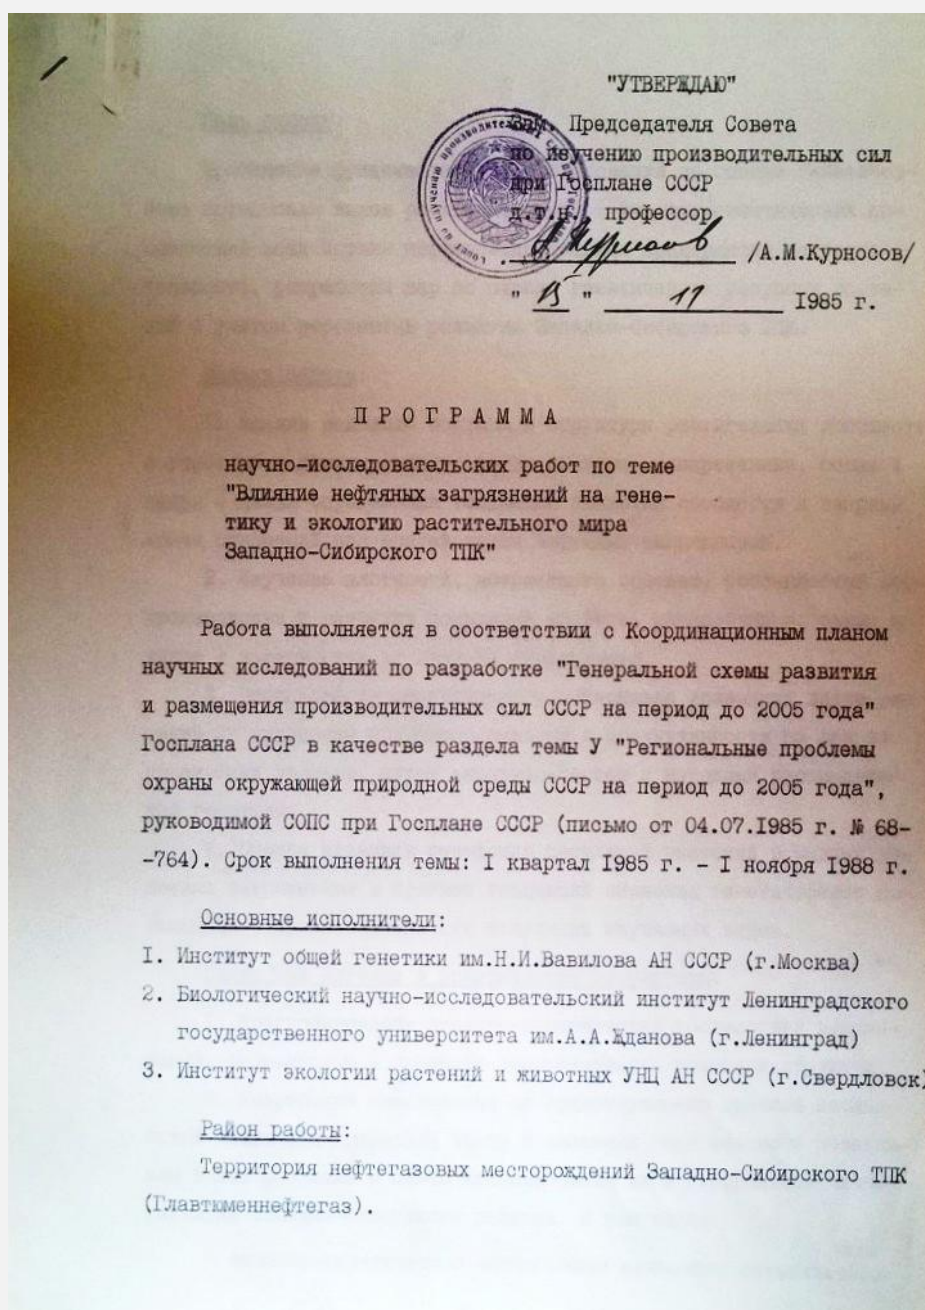 "УТВЕРЖДАЮ"
Зам. Председателя Совета
по изучению производительных сил
при Госплане СССР
д.т.н., профессор
/А.М.Курносов/
" 15 " 11 I985 г.
П Р О Г Р А М М А
научно-исследовательских работ по теме
"Влияние нефтяных загрязнений на гене-
тику и экологию растительного мира
Западно-Сибирского ТПК"
Работа выполняется в соответствии с Координационным планом
научных исследований по разработке "Генеральной схемы развития
и размещения производительных сил СССР на период до 2005 года"
Госплана СССР в качестве раздела темы У "Региональные проблемы
охраны окружающей природной среды СССР на период до 2005 года",
руководимой СОПС при Госплане СССР (письмо от 04.07.I985 г. № 68-
-764). Срок выполнения темы: I квартал I985 г. - I ноября I988 г.
Основные исполнители:
I. Институт общей генетики им.Н.И.Вавилова АН СССР (г.Москва)
2. Биологический научно-исследовательский институт Ленинградского
государственного университета им.А.А.Жданова (г.Ленинград)
3. Институт экологии растений и животных УНЦ АН СССР (г.Свердловск)
Район работы:
Территория нефтегазовых месторождений Западно-Сибирского ТПК
(Главтюменнефтегаз).